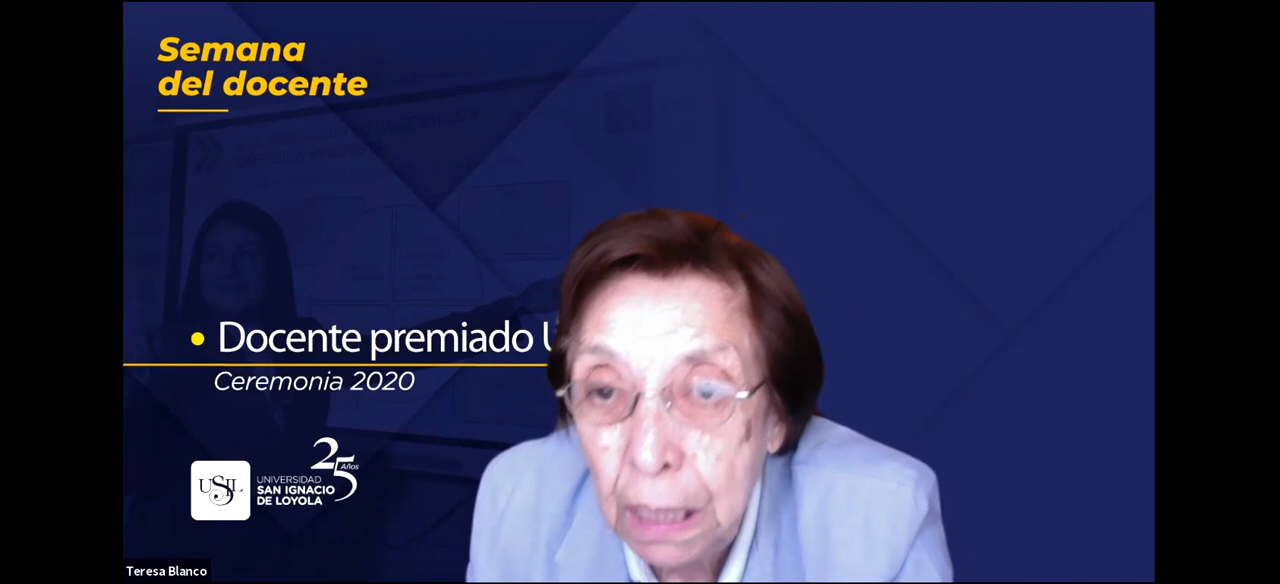 Semana
del docente
Docente premiado U
Ceremonia 2020
USIL
UNIVERSIDAD
SAN IGNACIO
DE LOYOLA
25
Años
Teresa Blanco